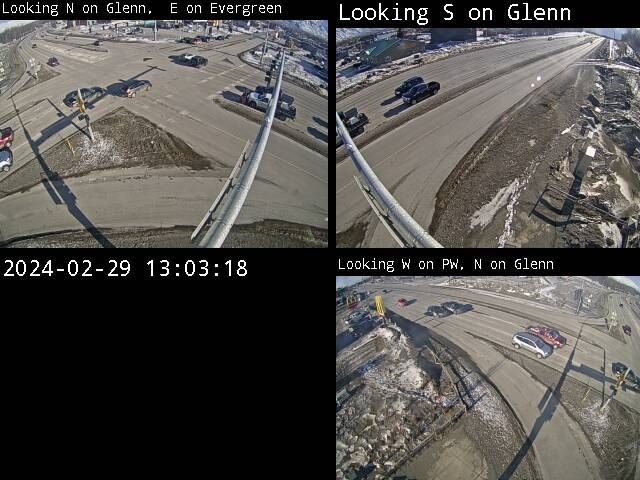 Looking N on Glenn,  E on Evergreen
Looking S on Glenn
2024-02-29 13:03:18
Looking W on PW, N on Glenn